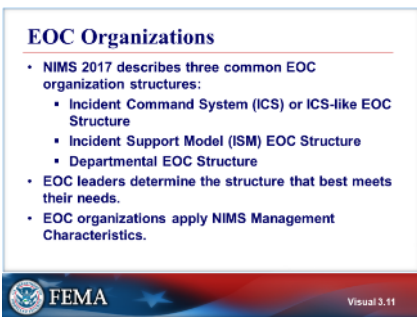 EOC Organizations
• NIMS 2017 describes three common EOC
organization structures:
▪ Incident Command System (ICS) or ICS-like EOC
Structure
▪ Incident Support Model (ISM) EOC Structure
▪ Departmental EOC Structure
• EOC leaders determine the structure that best meets
their needs.
• EOC organizations apply NIMS Management
Characteristics.
FEMA
Visual 3.11